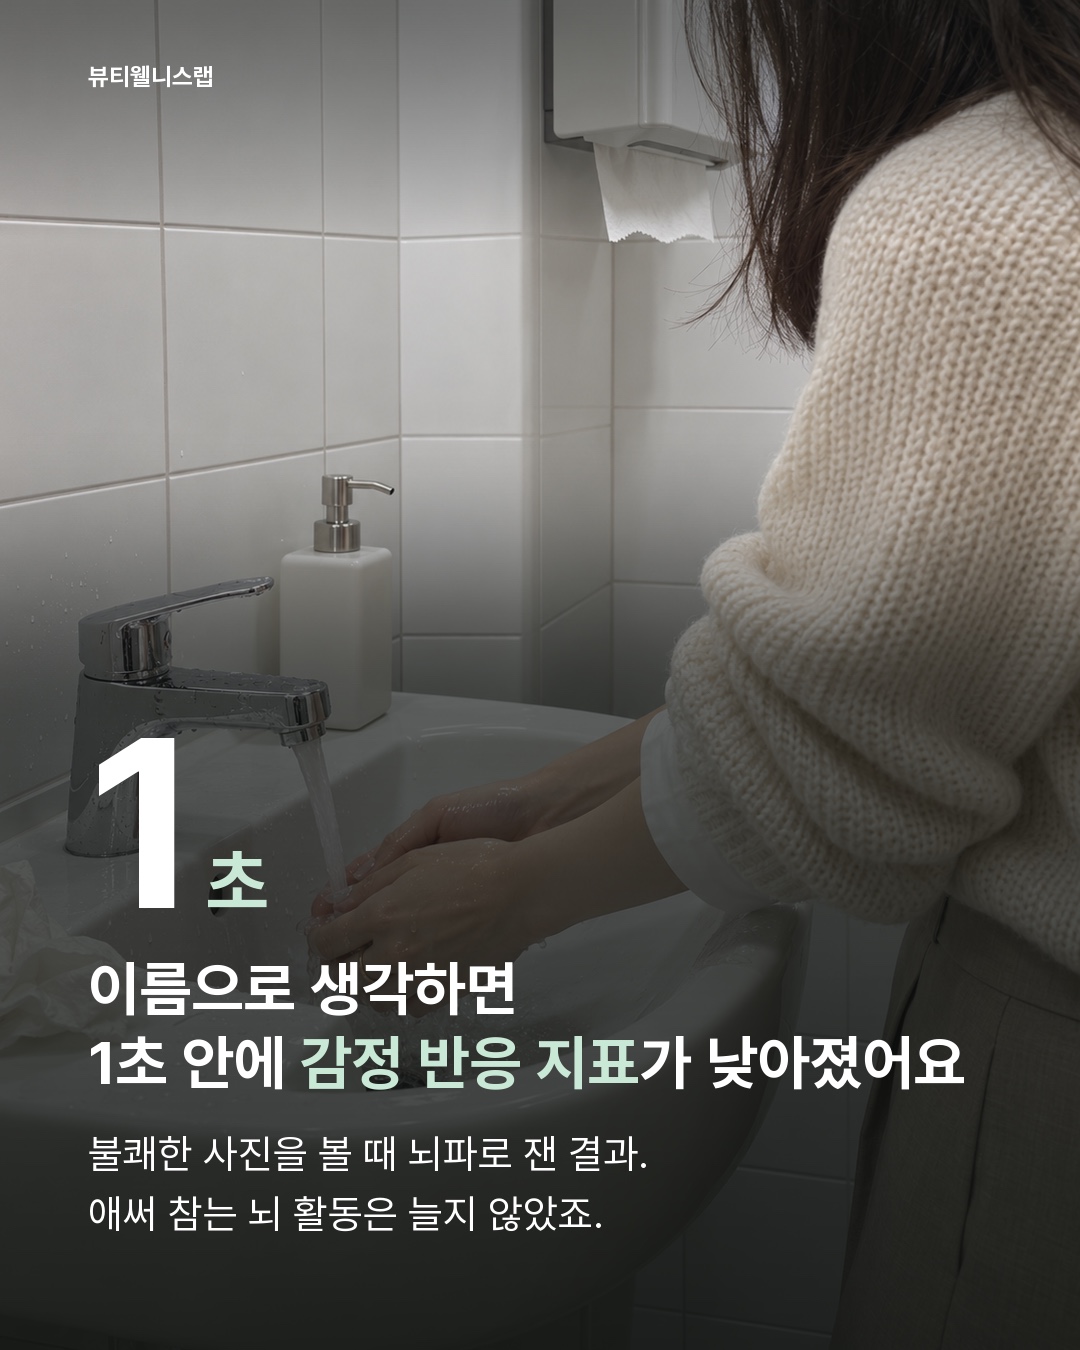 뷰티웰니스랩
1초
이름으로 생각하면
1초 안에 감정 반응 지표가 낮아졌어요
불쾌한 사진을 볼 때 뇌파로 잰 결과.
애써 참는 뇌 활동은 늘지 않았죠.